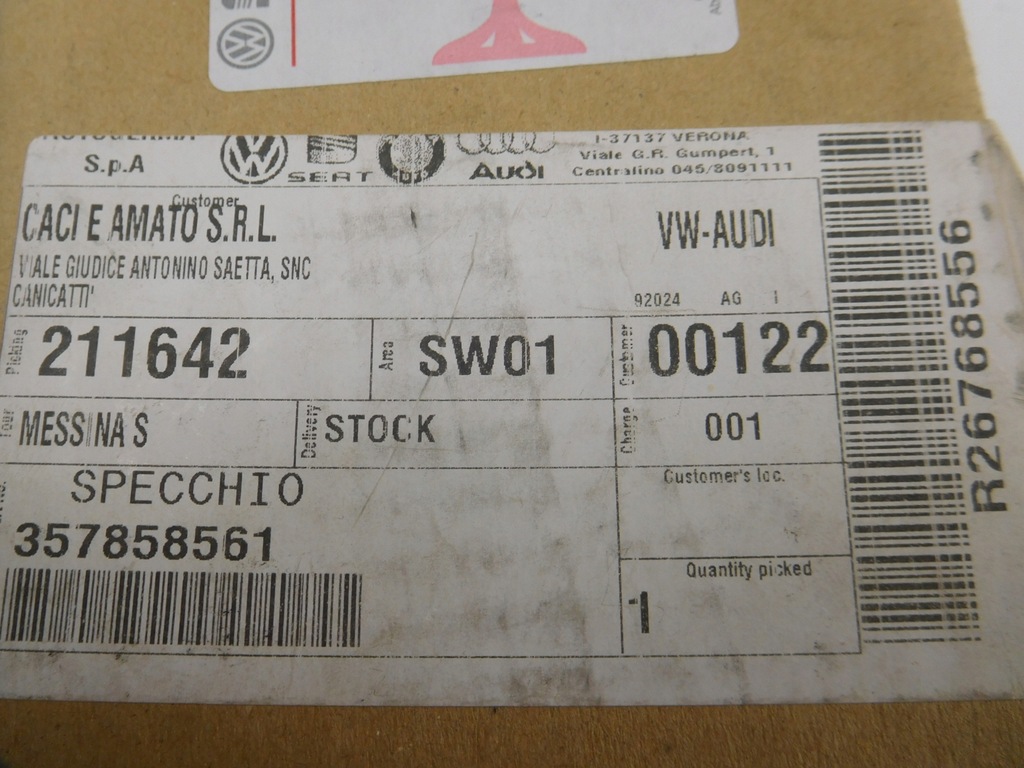 AUTOGERMA
S.p.A
SEAT
Audi
I-37137 VERONA
Viale G.R. Gumpert, 1
Centralino 045/8091111
Customer
CACI E AMATO S.R.L.
VIALE GIUDICE ANTONINO SAETTA, SNC
CANICATTI'
VW-AUDI
92024 AG I
Picking
211642
Area
SW01
Customer
00122
Tour
MESSINA S
Delivery
STOCK
Charge
001
SPECCHIO
357858561
Customer's loc.
Quantity picked
1
R267685556